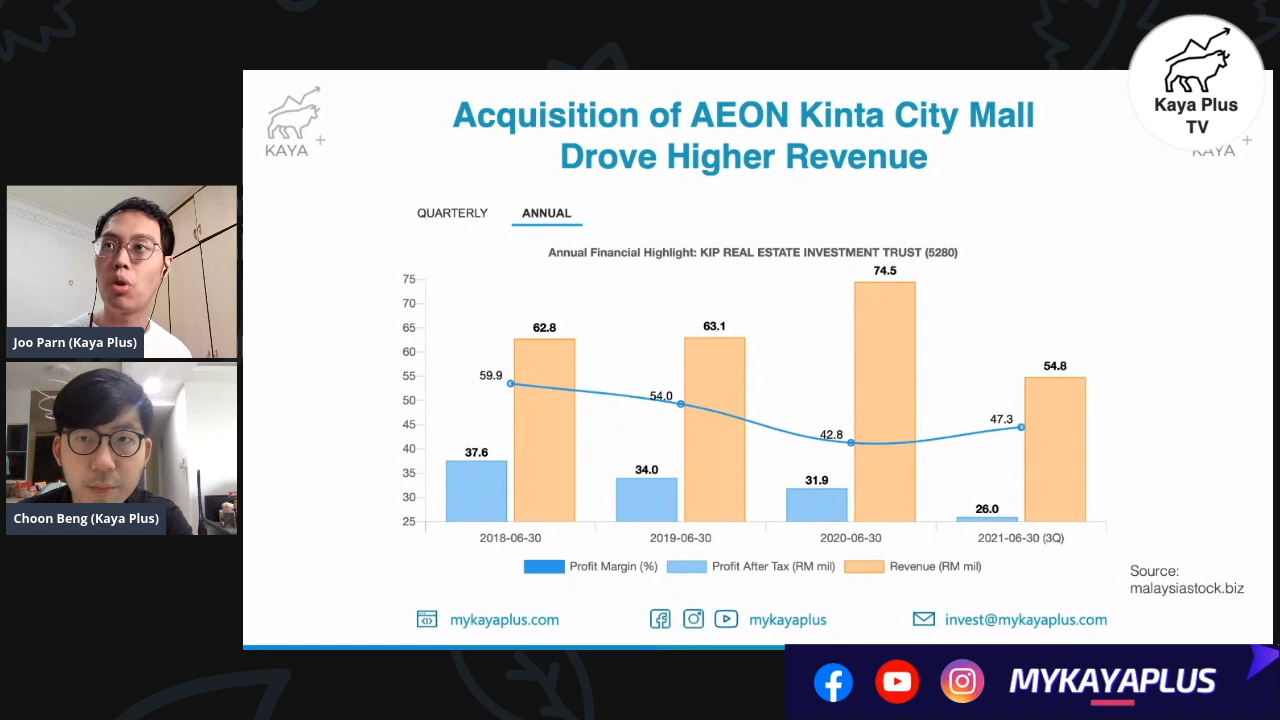 Kaya Plus
TV
KAYA +
KAYA +
Acquisition of AEON Kinta City Mall
Drove Higher Revenue
QUARTERLY ANNUAL
Annual Financial Highlight: KIP REAL ESTATE INVESTMENT TRUST (5280)
75
70
65
60
55
50
45
40
35
30
25
59.9
54.0
42.8
47.3
37.6
62.8
34.0
63.1
31.9
74.5
26.0
54.8
2018-06-30 2019-06-30 2020-06-30 2021-06-30 (3Q)
Profit Margin (%) Profit After Tax (RM mil) Revenue (RM mil)
Source:
malaysiastock.biz
mykayaplus.com mykayaplus invest@mykayaplus.com
Joo Parn (Kaya Plus)
Choon Beng (Kaya Plus)
MYKAYAPLUS